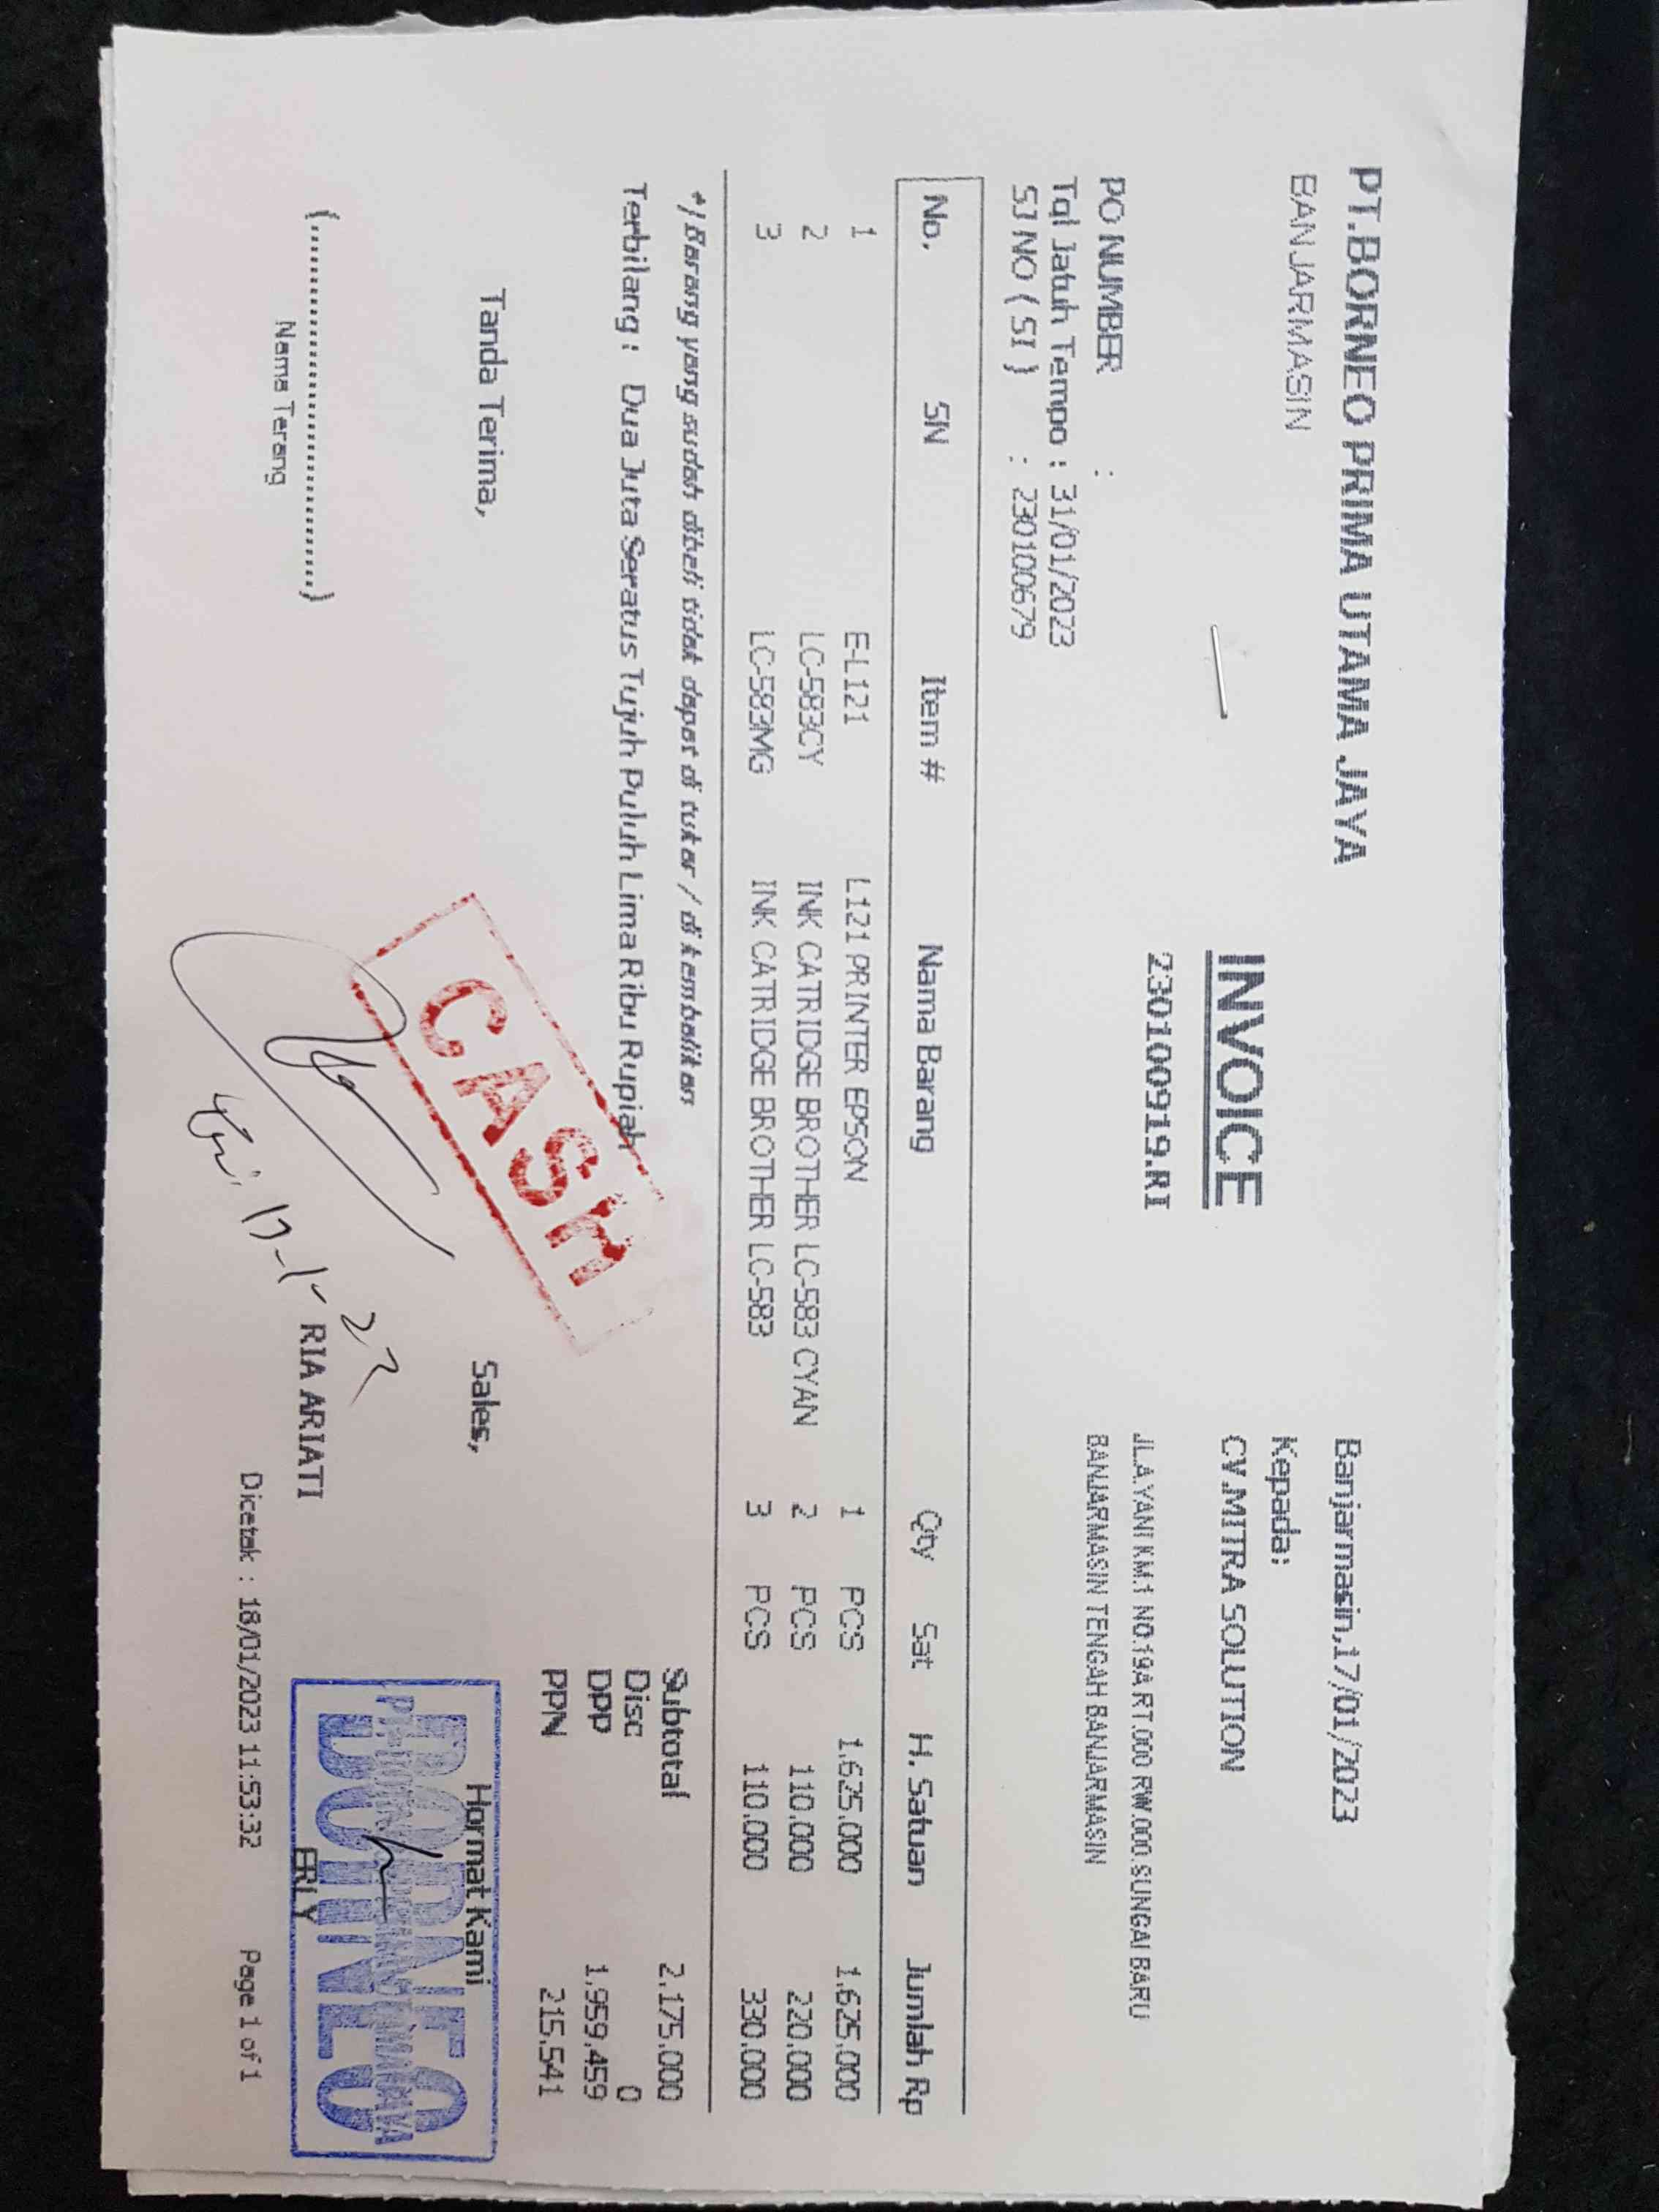 PT.BORNEO PRIMA UTAMA JAYA
BANJARMASIN
INVOICE
230100919.RI
Banjarmasin,17/01/2023
Kepada:
CV.MITRA SOLUTION
JL.A.YANI KM.1 NO.19A RT.000 RW.000.SUNGAI BARU
BANJARMASIN TENGAH BANJARMASIN
PO NUMBER :
Tgl Jatuh Tempo : 31/01/2023
SJ NO ( SI ) : 230100679
No. SN Item # Nama Barang Qty Sat H. Satuan Jumlah Rp
1 E-L121 L121 PRINTER EPSON 1 PCS 1.625.000 1.625.000
2 LC-583CY INK CATRIDGE BROTHER LC-583 CYAN 2 PCS 110.000 220.000
3 LC-583MG INK CATRIDGE BROTHER LC-583 3 PCS 110.000 330.000
*) Barang yang sudah dibeli tidak dapat di tukar / di kembalikan
Terbilang : Dua Juta Seratus Tujuh Puluh Lima Ribu Rupiah
Subtotal 2.175.000
Disc 0
DPP 1.959.459
PPN 215.541
CASH
Tanda Terima,
Sales,
Hormat Kami
BORNEO
(................................)
Nama Terang
17-1-23
RIA ARIATI
ERLY
Dicetak : 18/01/2023 11:53:32 Page 1 of 1